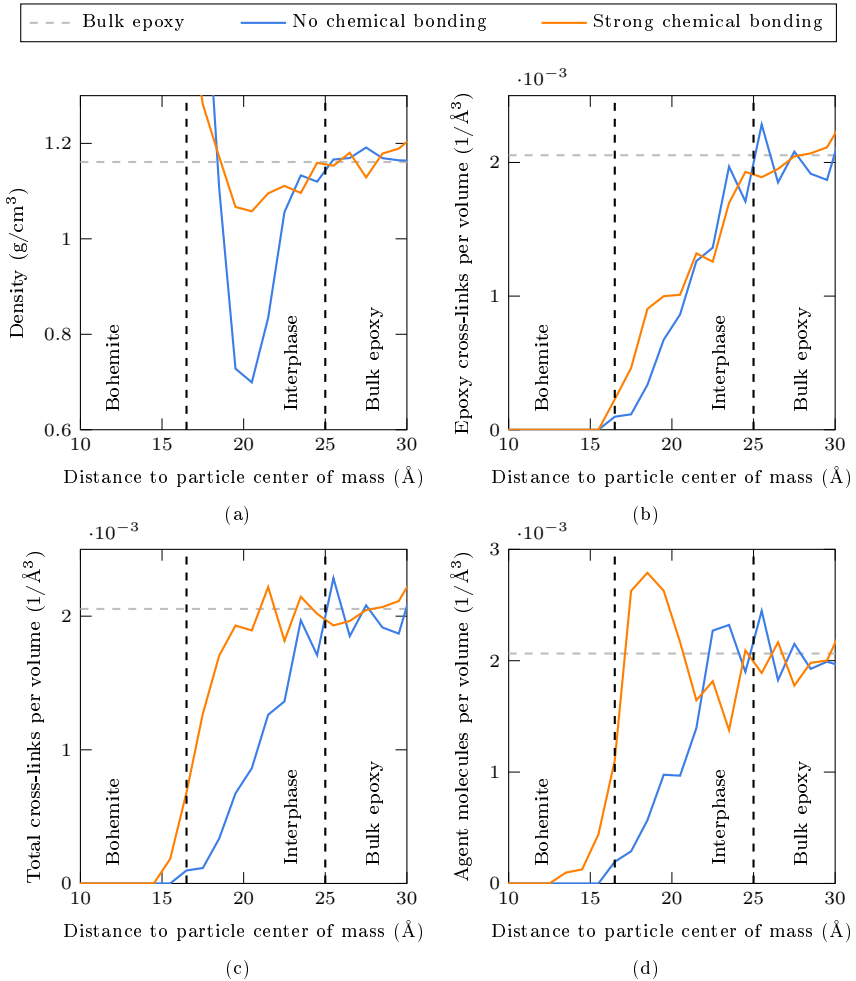 Bulk epoxy No chemical bonding Strong chemical bonding
1.2
1
0.8
0.6
10 15 20 25 30
Density (g/cm³)
Bohemite
Interphase
Bulk epoxy
Distance to particle center of mass (Å)
(a)
·10⁻³
2
1
0
10 15 20 25 30
Epoxy cross-links per volume (1/Å³)
Bohemite
Interphase
Bulk epoxy
Distance to particle center of mass (Å)
(b)
·10⁻³
2
1
0
10 15 20 25 30
Total cross-links per volume (1/Å³)
Bohemite
Interphase
Bulk epoxy
Distance to particle center of mass (Å)
(c)
·10⁻³
3
2
1
0
10 15 20 25 30
Agent molecules per volume (1/Å³)
Bohemite
Interphase
Bulk epoxy
Distance to particle center of mass (Å)
(d)